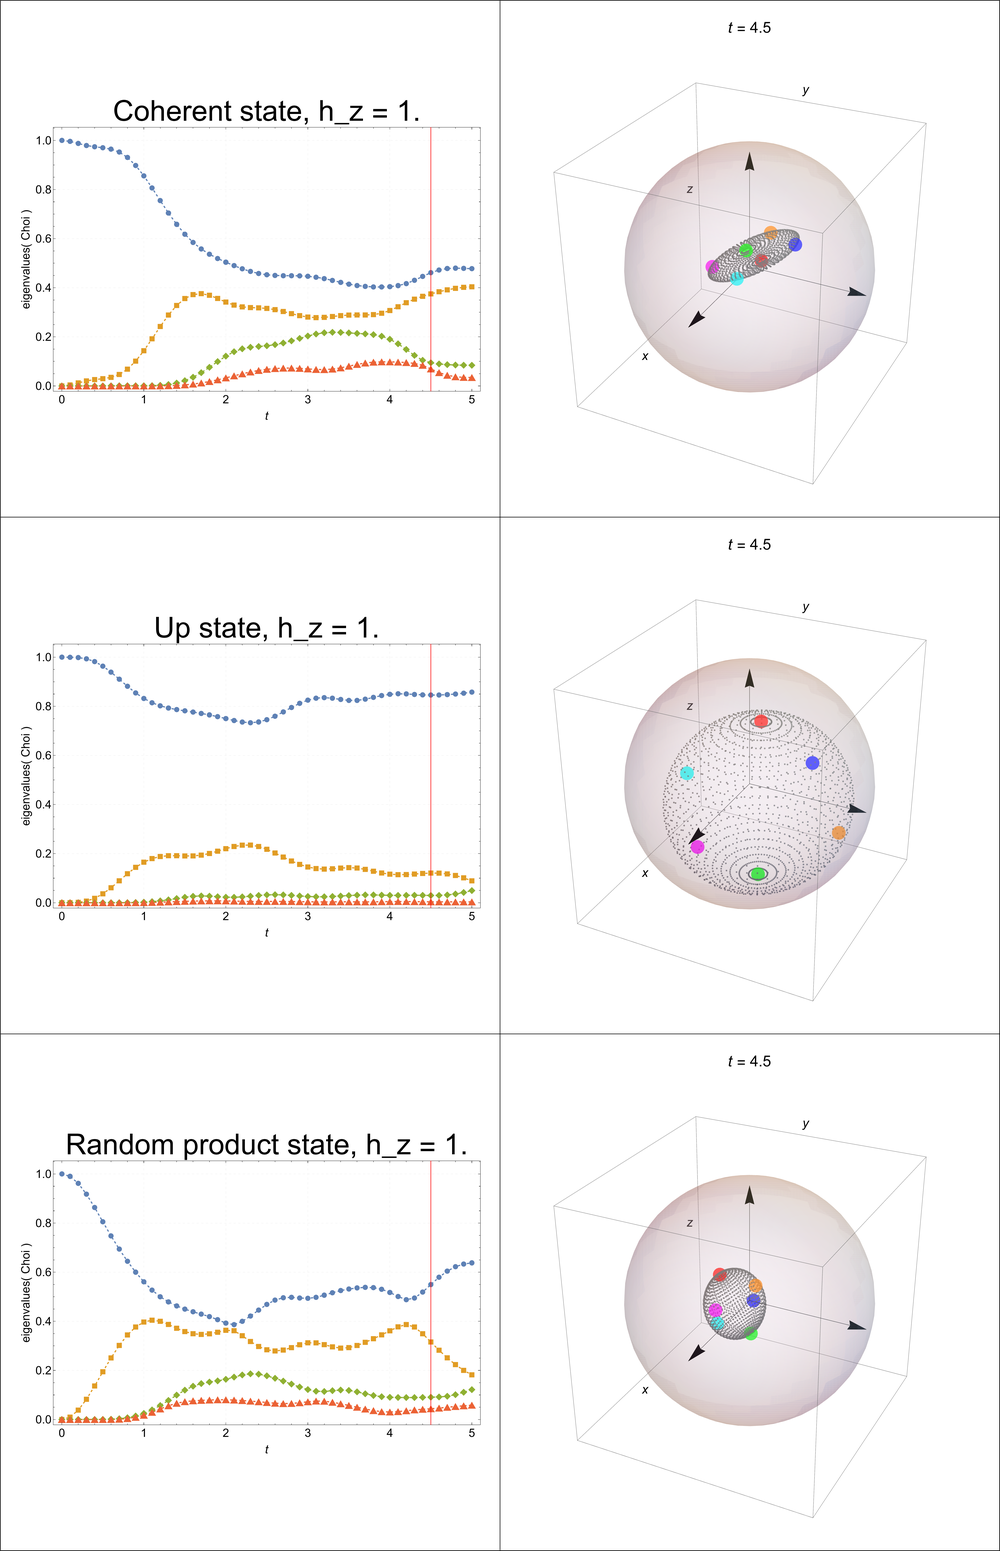 t = 4.5
Coherent state, h_z = 1.
eigenvalues( Choi )
1.0
0.8
0.6
0.4
0.2
0.0
0 1 2 3 4 5
t
y
z
x
t = 4.5
Up state, h_z = 1.
eigenvalues( Choi )
1.0
0.8
0.6
0.4
0.2
0.0
0 1 2 3 4 5
t
y
z
x
t = 4.5
Random product state, h_z = 1.
eigenvalues( Choi )
1.0
0.8
0.6
0.4
0.2
0.0
0 1 2 3 4 5
t
y
z
x